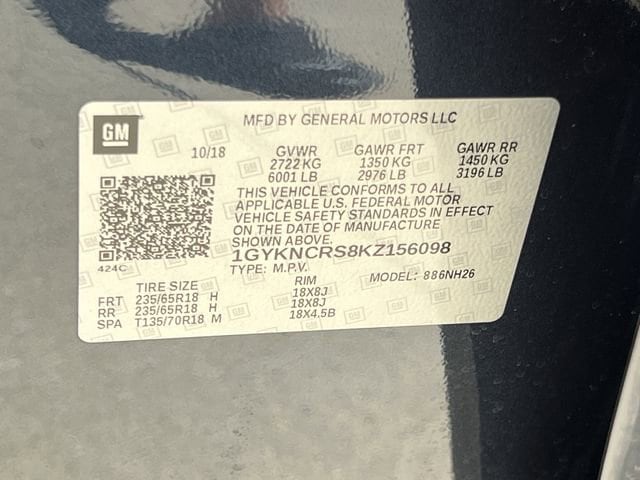 GM
MFD BY GENERAL MOTORS LLC
10/18 GVWR GAWR FRT GAWR RR
2722 KG 1350 KG 1450 KG
6001 LB 2976 LB 3196 LB
THIS VEHICLE CONFORMS TO ALL
APPLICABLE U.S. FEDERAL MOTOR
VEHICLE SAFETY STANDARDS IN EFFECT
ON THE DATE OF MANUFACTURE
SHOWN ABOVE.
1GYKNCRS8KZ156098
424C TYPE: M.P.V. MODEL: 886NH26
TIRE SIZE RIM
FRT 235/65R18 H 18X8J
RR 235/65R18 H 18X8J
SPA T135/70R18 M 18X4.5B